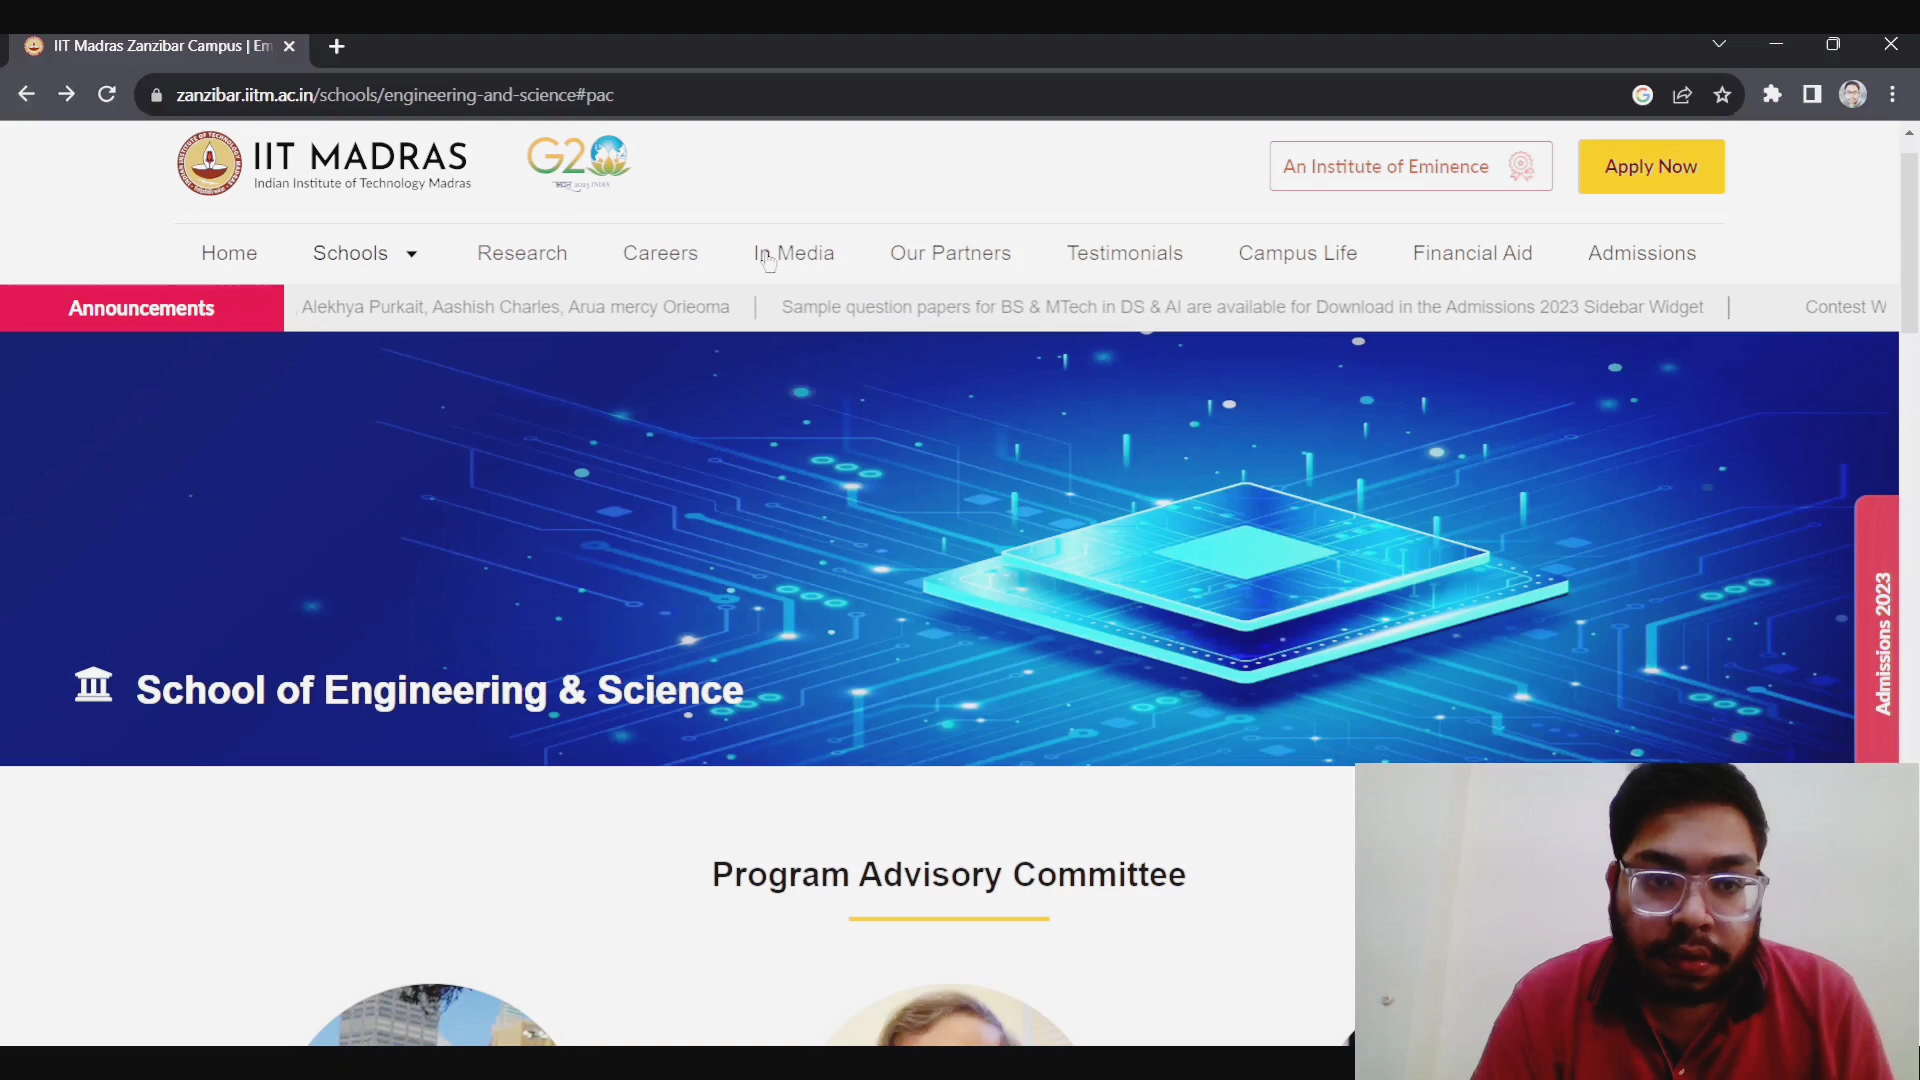 IIT Madras Zanzibar Campus | Em
zanzibar.iitm.ac.in/schools/engineering-and-science#pac
IIT MADRAS
Indian Institute of Technology Madras
G20
भारत 2023 INDIA
An Institute of Eminence
Apply Now
Home
Schools
Research
Careers
In Media
Our Partners
Testimonials
Campus Life
Financial Aid
Admissions
Announcements
Alekhya Purkait, Aashish Charles, Arua mercy Orieoma | Sample question papers for BS & MTech in DS & AI are available for Download in the Admissions 2023 Sidebar Widget | Contest W
School of Engineering & Science
Admissions 2023
Program Advisory Committee